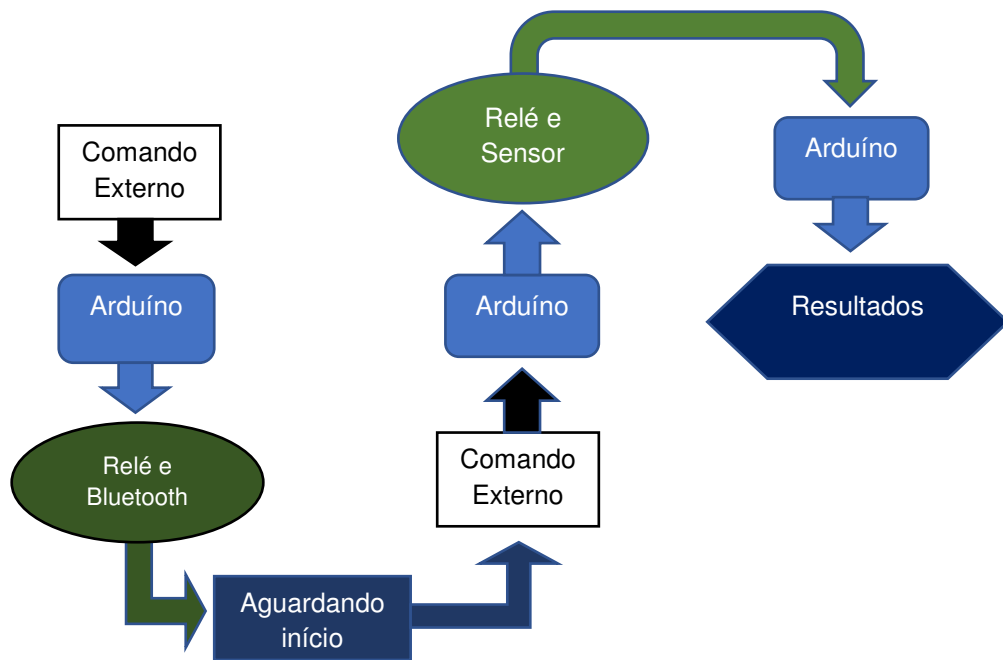 Comando
Externo
Arduíno
Relé e
Bluetooth
Aguardando
início
Comando
Externo
Arduíno
Relé e
Sensor
Arduíno
Resultados